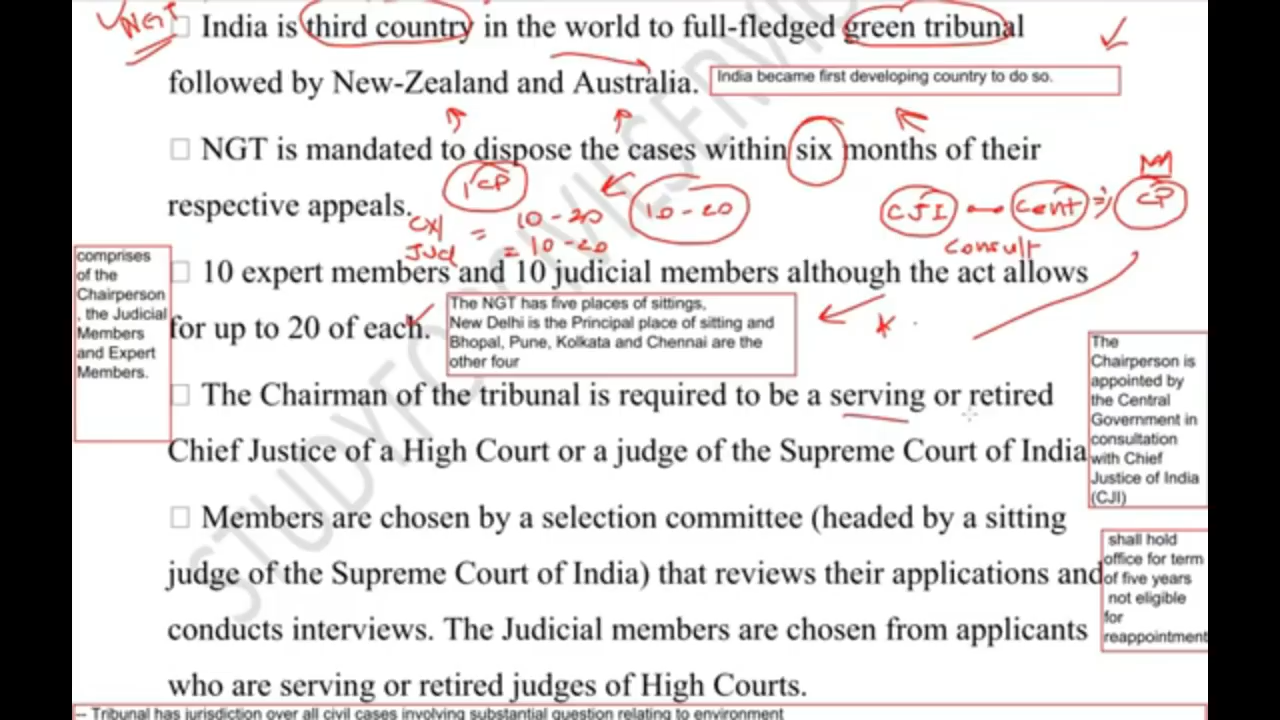 NGT
India is third country in the world to full-fledged green tribunal
followed by New-Zealand and Australia.
India became first developing country to do so.
NGT is mandated to dispose the cases within six months of their
respective appeals.
1 CP
10-20
CJI
Cent
CP
consult
= 10-20
Jud = 10-20
10 expert members and 10 judicial members although the act allows
for up to 20 of each.
comprises
of the
Chairperson
, the Judicial
Members
and Expert
Members.
The NGT has five places of sittings,
New Delhi is the Principal place of sitting and
Bhopal, Pune, Kolkata and Chennai are the
other four
The Chairman of the tribunal is required to be a serving or retired
Chief Justice of a High Court or a judge of the Supreme Court of India
The
Chairperson is
appointed by
the Central
Government in
consultation
with Chief
Justice of India
(CJI)
Members are chosen by a selection committee (headed by a sitting
judge of the Supreme Court of India) that reviews their applications and
conducts interviews. The Judicial members are chosen from applicants
who are serving or retired judges of High Courts.
shall hold
office for term
of five years
not eligible
for
reappointment
-- Tribunal has jurisdiction over all civil cases involving substantial question relating to environment